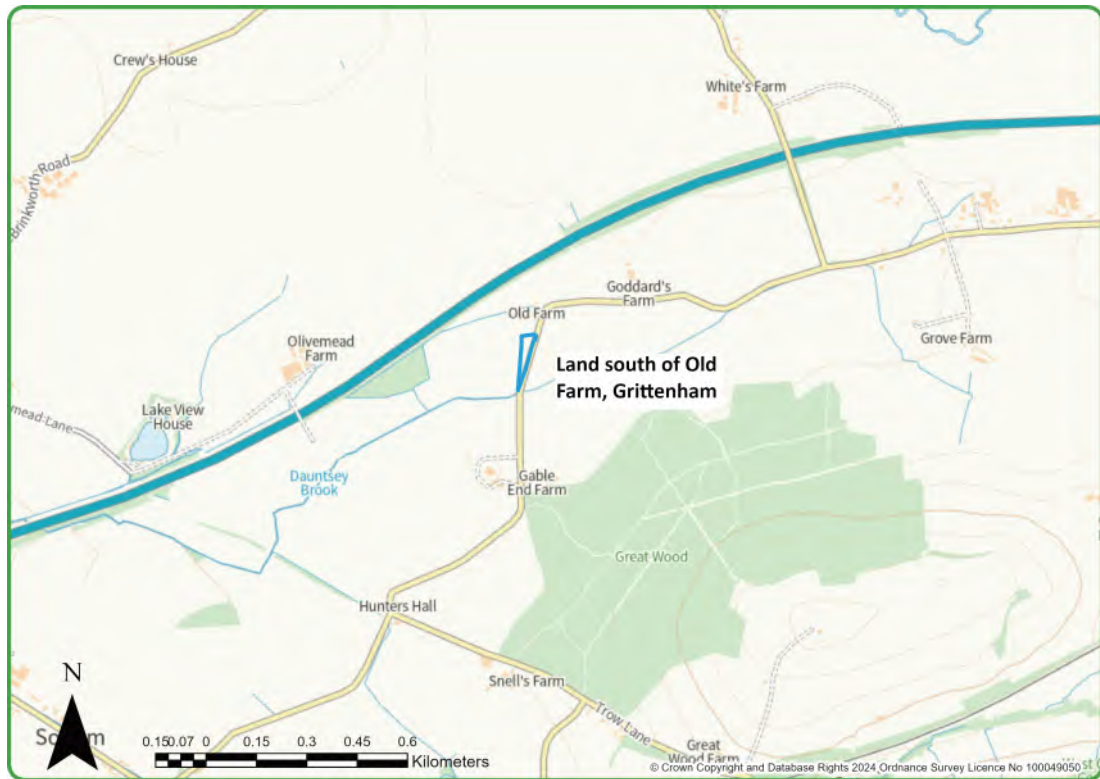 Crew's House
White's Farm
Brinkworth Road
Goddard's
Farm
Old Farm
Olivemead
Farm
Grove Farm
Land south of Old
Farm, Grittenham
Lake View
House
mead Lane
Dauntsey
Brook
Gable
End Farm
Great Wood
Hunters Hall
Snell's Farm
Trow Lane
Great
Wood Farm
N
0.15 0.07 0 0.15 0.3 0.45 0.6
Kilometers
© Crown Copyright and Database Rights 2024 Ordnance Survey Licence No 100049050